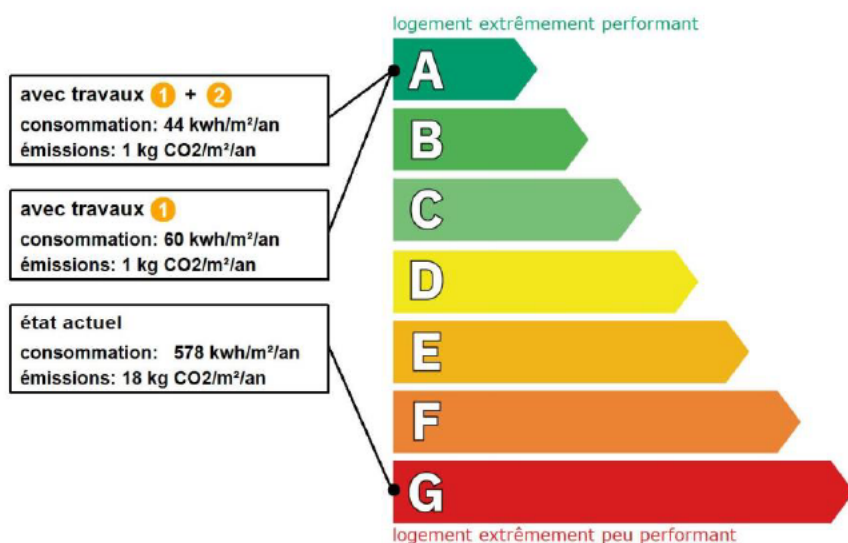 logement extrêmement performant
avec travaux 1 + 2
consommation: 44 kwh/m²/an
émissions: 1 kg CO2/m²/an
avec travaux 1
consommation: 60 kwh/m²/an
émissions: 1 kg CO2/m²/an
état actuel
consommation: 578 kwh/m²/an
émissions: 18 kg CO2/m²/an
A
B
C
D
E
F
G
logement extrêmement peu performant